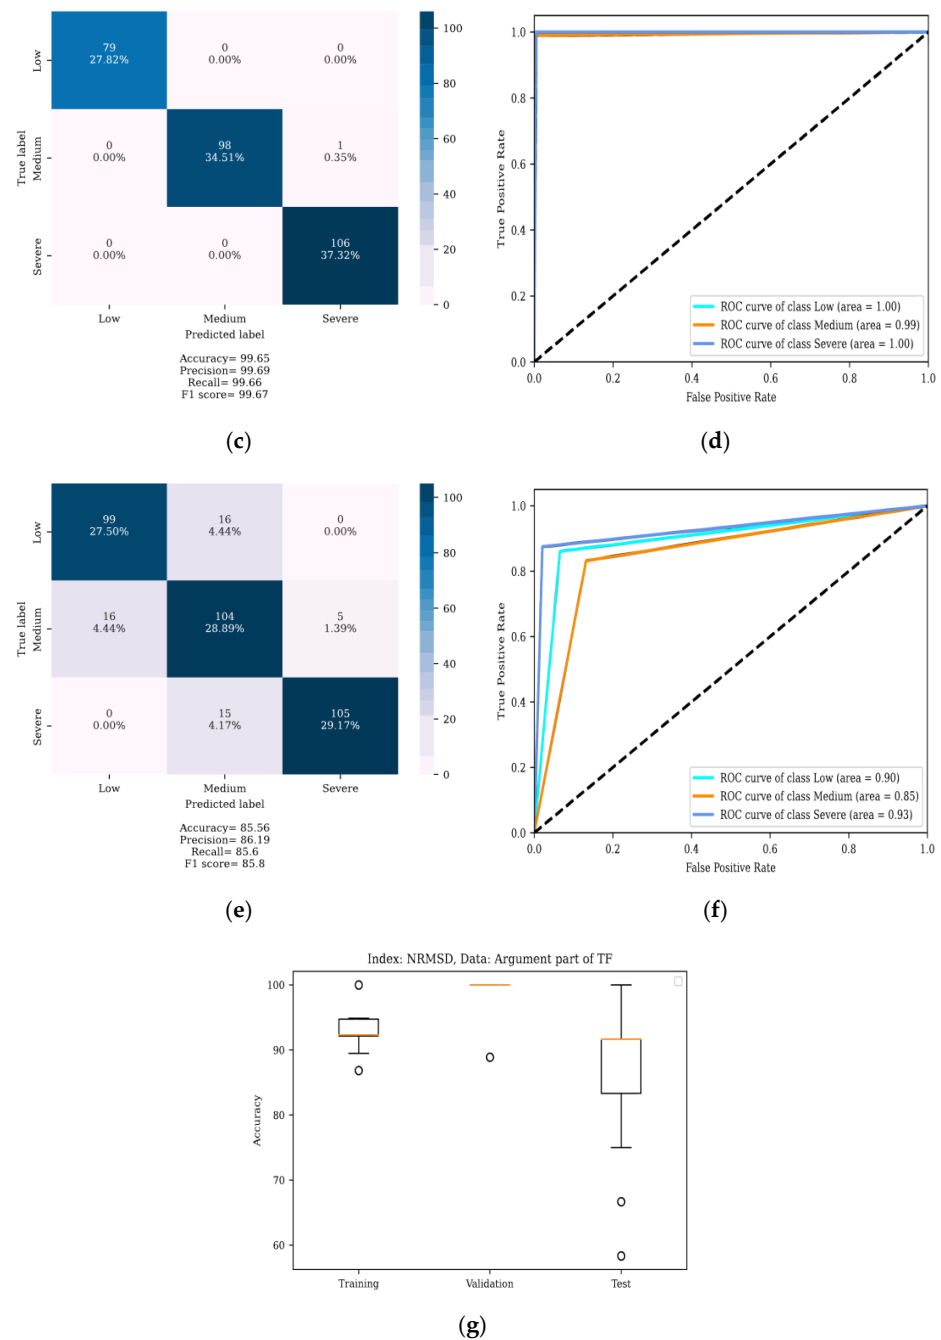 79
27.82%
0
0.00%
0
0.00%
0
0.00%
98
34.51%
1
0.35%
0
0.00%
0
0.00%
106
37.32%
Low
Medium
Severe
True label
Low
Medium
Severe
Predicted label
Accuracy= 99.65
Precision= 99.69
Recall= 99.66
F1 score= 99.67
100
80
60
40
20
0
(c)
True Positive Rate
1.0
0.8
0.6
0.4
0.2
0.0
0.0
0.2
0.4
0.6
0.8
1.0
False Positive Rate
ROC curve of class Low (area = 1.00)
ROC curve of class Medium (area = 0.99)
ROC curve of class Severe (area = 1.00)
(d)
99
27.50%
16
4.44%
0
0.00%
16
4.44%
104
28.89%
5
1.39%
0
0.00%
15
4.17%
105
29.17%
Low
Medium
Severe
True label
Low
Medium
Severe
Predicted label
Accuracy= 85.56
Precision= 86.19
Recall= 85.6
F1 score= 85.8
100
80
60
40
20
0
(e)
True Positive Rate
1.0
0.8
0.6
0.4
0.2
0.0
0.0
0.2
0.4
0.6
0.8
1.0
False Positive Rate
ROC curve of class Low (area = 0.90)
ROC curve of class Medium (area = 0.85)
ROC curve of class Severe (area = 0.93)
(f)
Index: NRMSD, Data: Argument part of TF
Accuracy
100
90
80
70
60
Training
Validation
Test
(g)